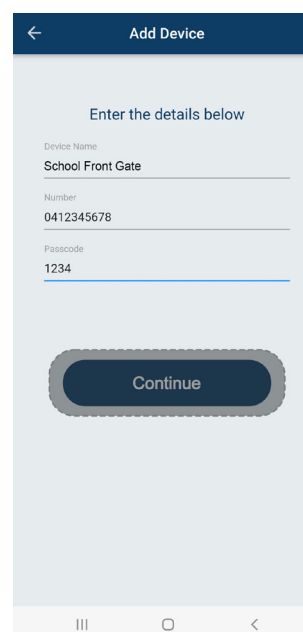 Add Device
Enter the details below
Device Name
School Front Gate
Number
0412345678
Passcode
1234
Continue